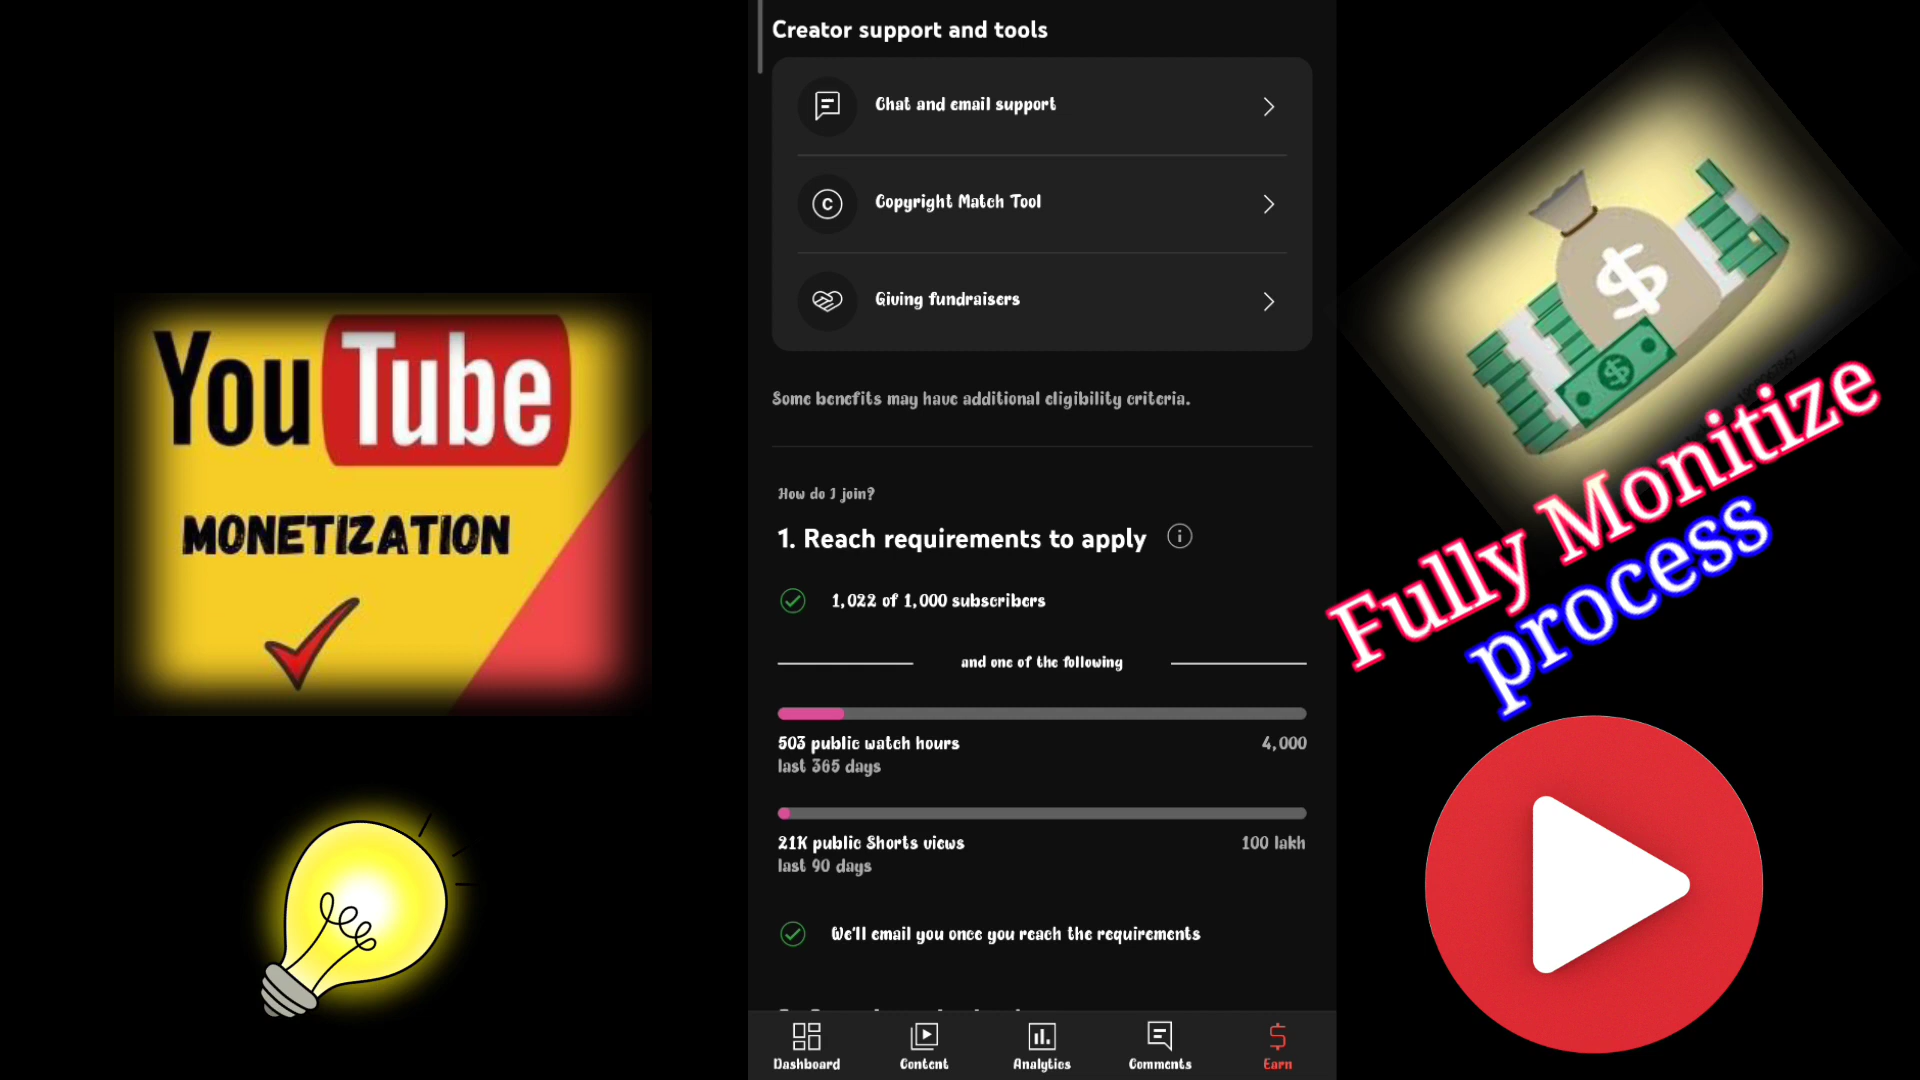 Creator support and tools
Chat and email support
Copyright Match Tool
Giving fundraisers
Some benefits may have additional eligibility criteria.
How do I join?
1. Reach requirements to apply
1,022 of 1,000 subscribers
and one of the following
503 public watch hours
4,000
last 365 days
21K public Shorts views
100 lakh
last 90 days
We'll email you once you reach the requirements
Dashboard
Content
Analytics
Comments
Earn
YouTube
MONETIZATION
Fully Monitize
process